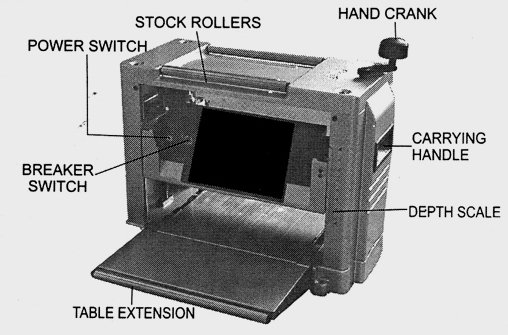 HAND CRANK
STOCK ROLLERS
POWER SWITCH
CARRYING
HANDLE
BREAKER
SWITCH
DEPTH SCALE
TABLE EXTENSION